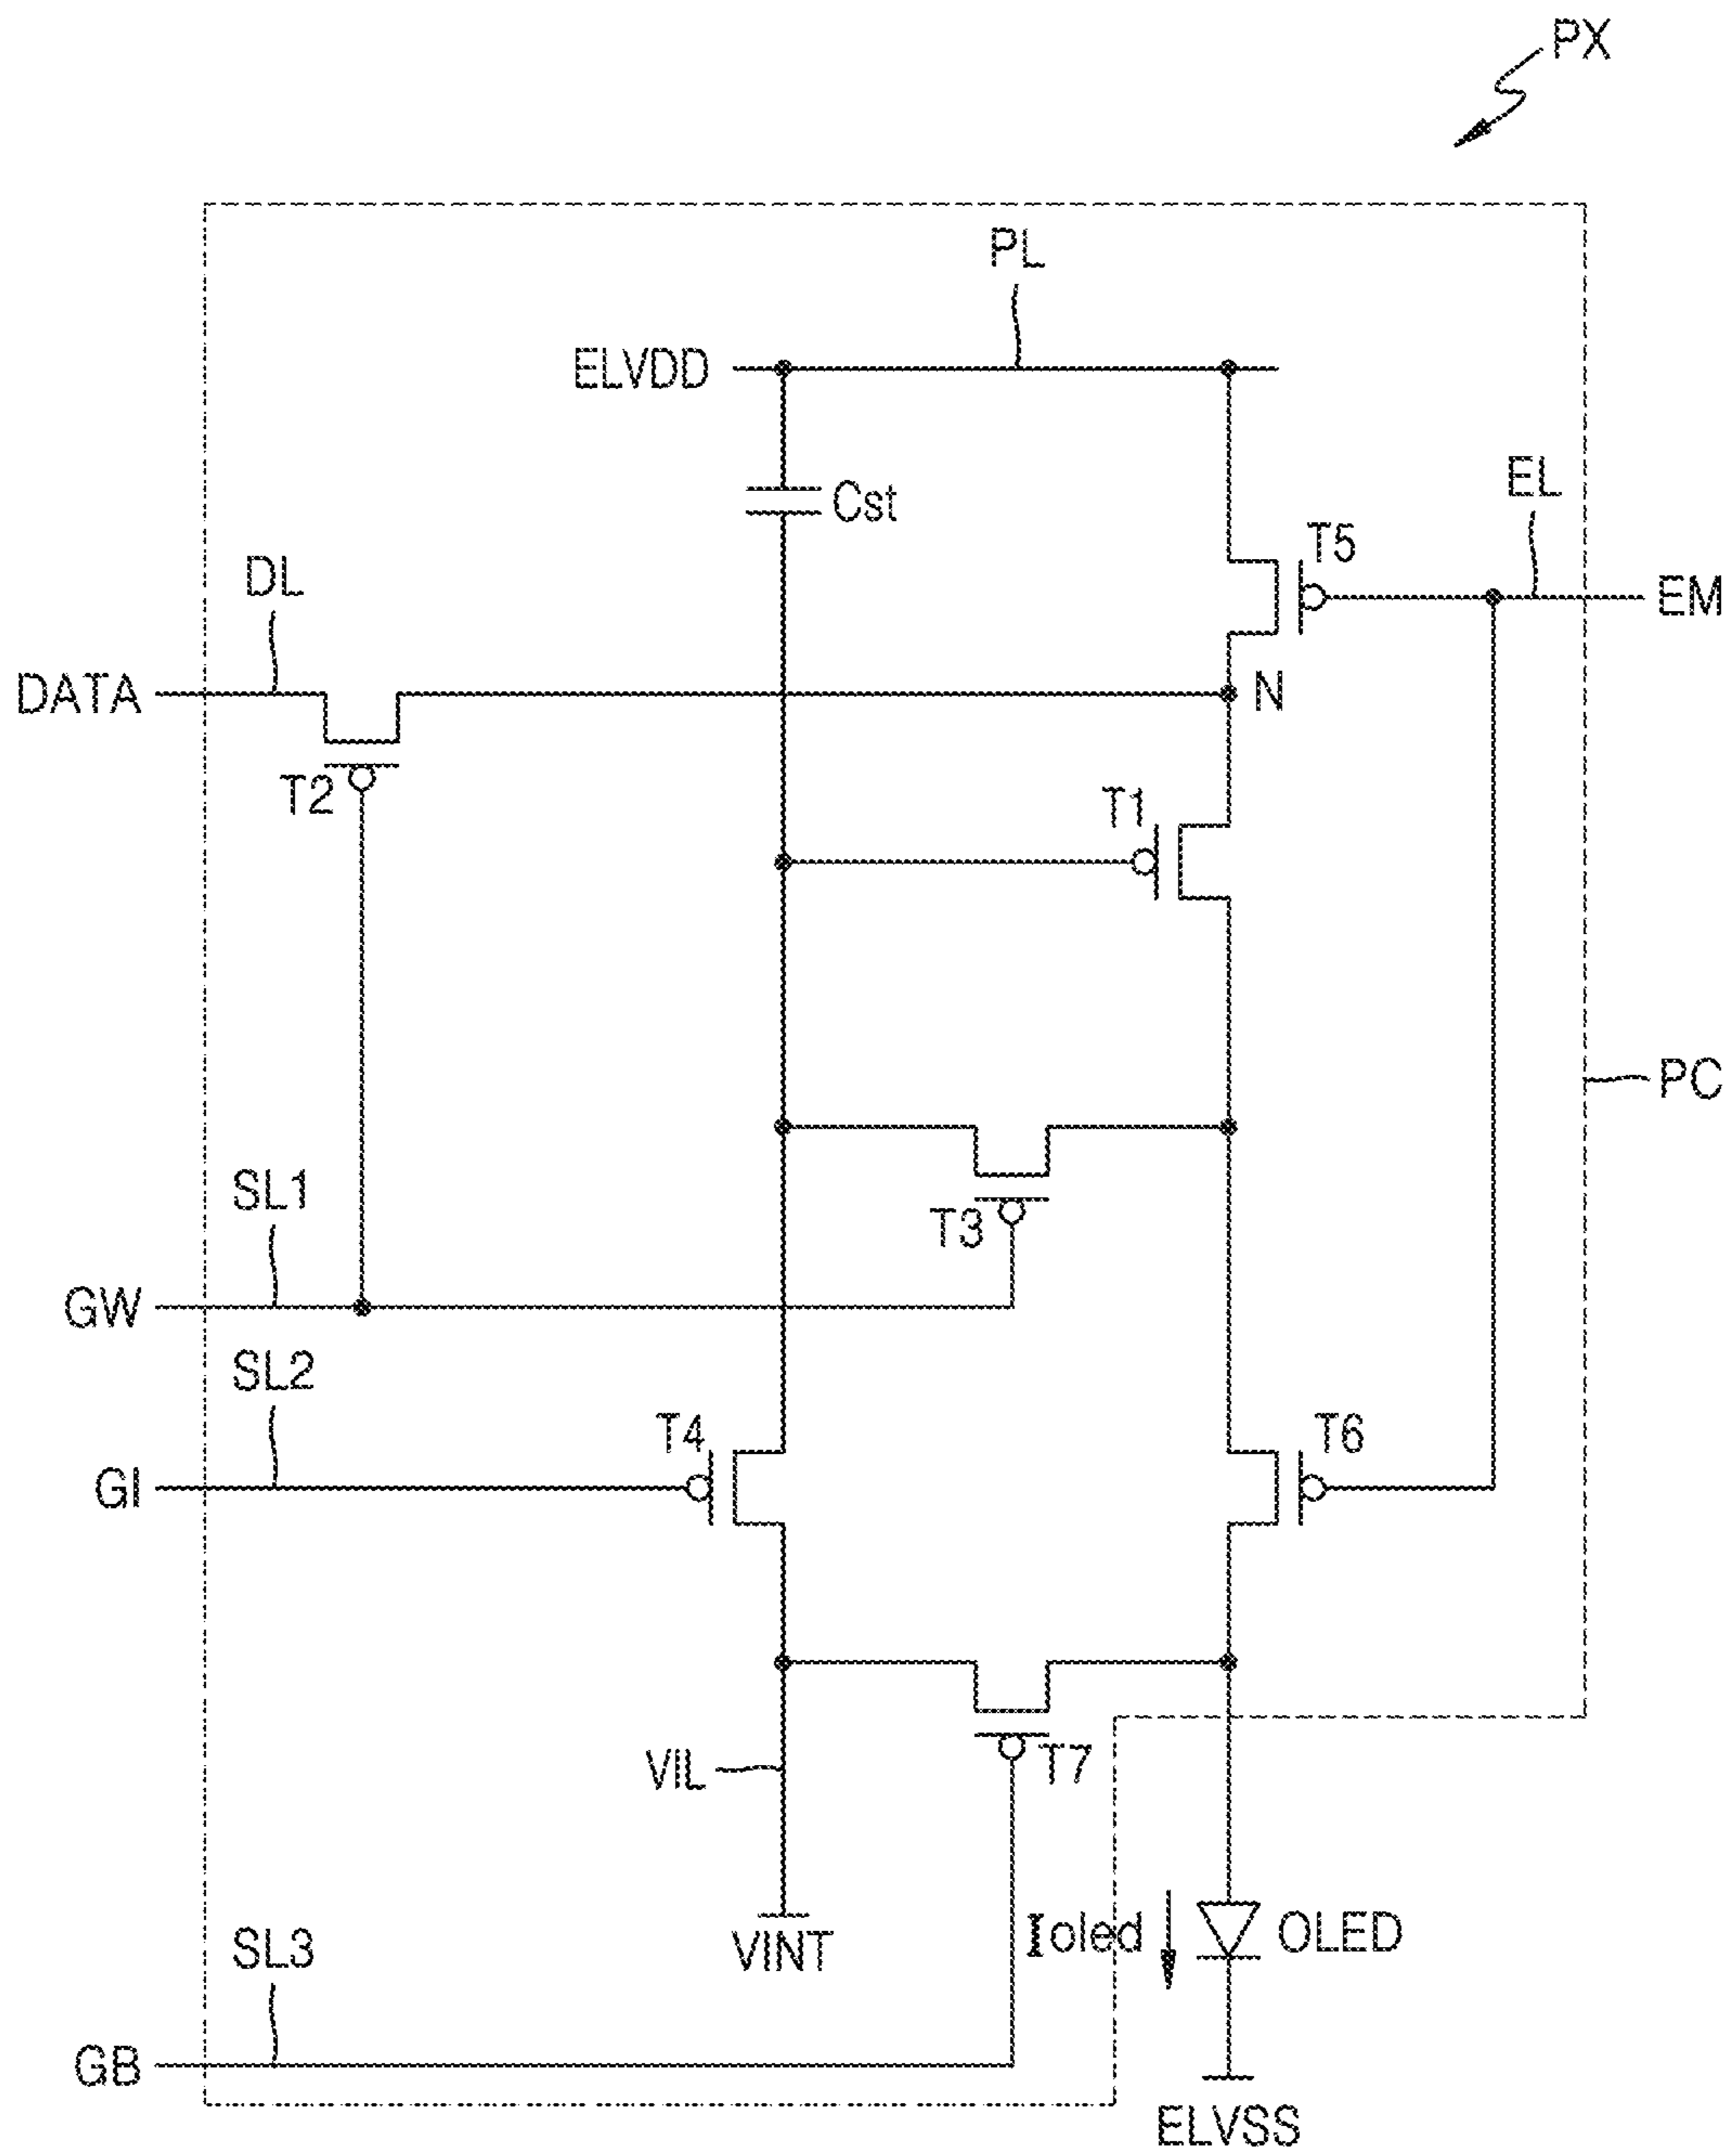 PX
PL
ELVDD
Cst
EL
T5
DL
EM
DATA
N
T2
T1
PC
SL1
T3
GW
SL2
T4
T6
GI
VIL
T7
SL3
VINT
Ioled
OLED
GB
ELVSS